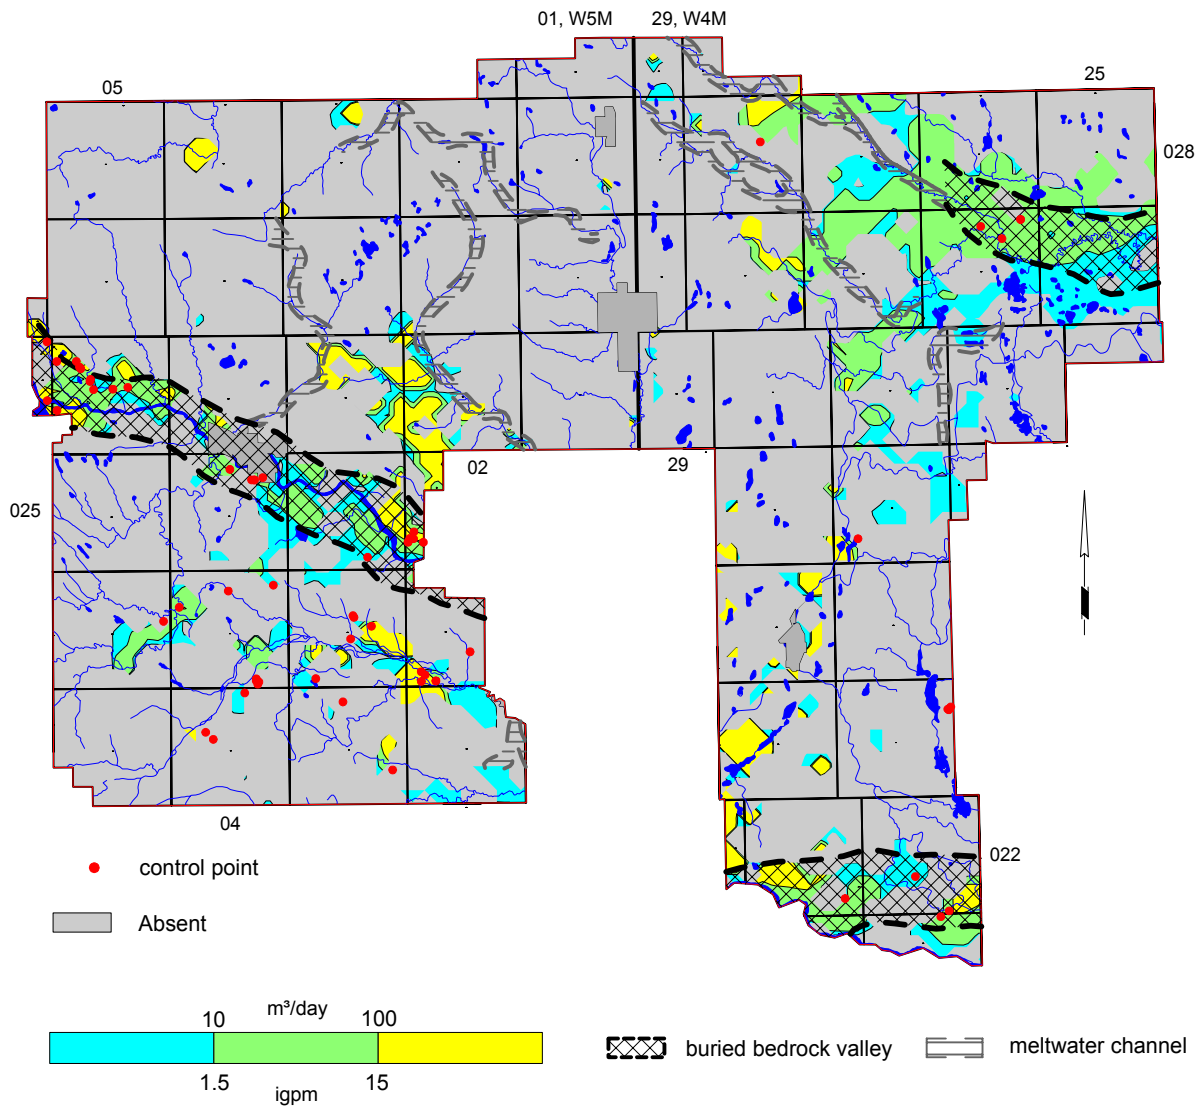 01, W5M 29, W4M
05 25
028
02 29
025
04
022
control point
Absent
m³/day
10 100
1.5 15
igpm
buried bedrock valley
meltwater channel